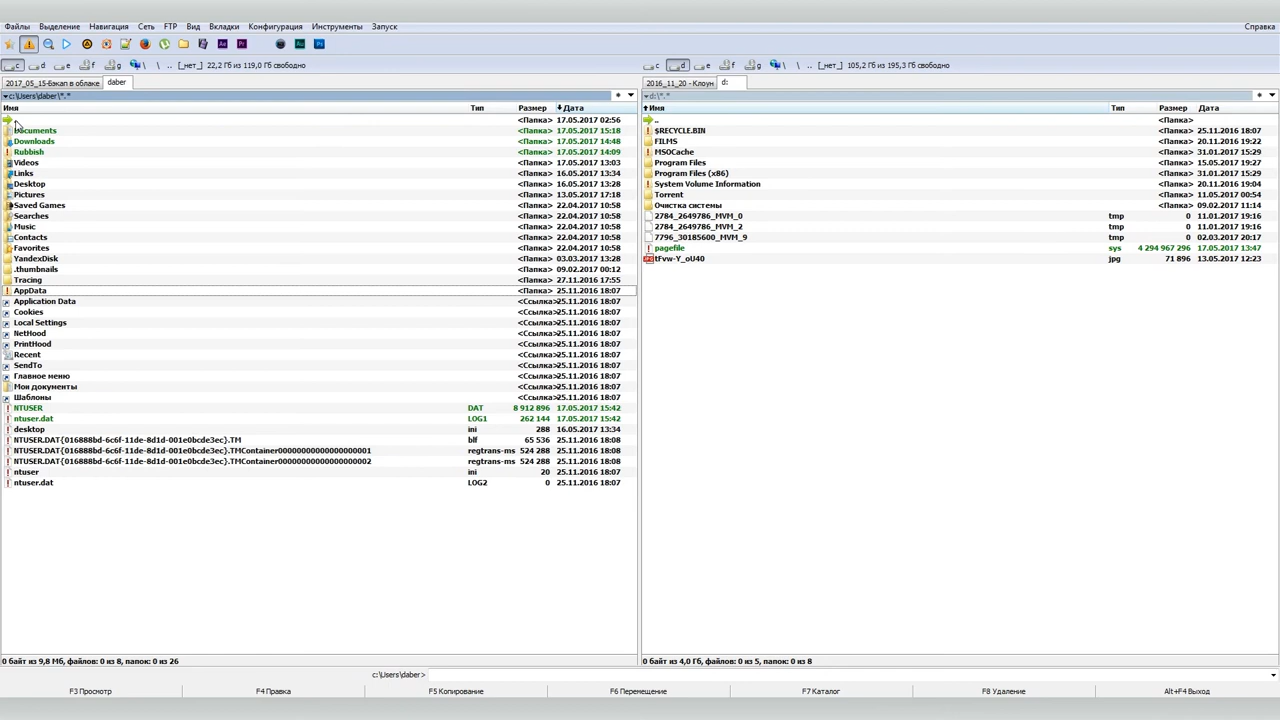 Файлы Выделение Навигация Сеть FTP Вид Вкладки Конфигурация Инструменты Запуск Справка
c d e f g \ .. [_нет_] 22,2 Гб из 119,0 Гб свободно c d e f g \ .. [_нет_] 105,2 Гб из 195,3 Гб свободно
2017_05_15-Бэкап в облаке daber 2016_11_20 - Клоун d:
c:\Users\daber\*.* * d:\*.* *
Имя Тип Размер Дата Имя Тип Размер Дата
<Папка> 17.05.2017 02:56 .. <Папка>
Documents <Папка> 17.05.2017 15:18 $RECYCLE.BIN <Папка> 25.11.2016 18:07
Downloads <Папка> 17.05.2017 14:48 FILMS <Папка> 20.11.2016 19:22
Rubbish <Папка> 17.05.2017 14:09 MSOCache <Папка> 31.01.2017 15:29
Videos <Папка> 17.05.2017 13:03 Program Files <Папка> 15.05.2017 19:27
Links <Папка> 16.05.2017 13:34 Program Files (x86) <Папка> 31.01.2017 15:29
Desktop <Папка> 16.05.2017 13:28 System Volume Information <Папка> 20.11.2016 19:04
Pictures <Папка> 13.05.2017 17:18 Torrent <Папка> 11.05.2017 00:54
Saved Games <Папка> 22.04.2017 10:58 Очистка системы <Папка> 09.02.2017 11:14
Searches <Папка> 22.04.2017 10:58 2784_2649786_MVM_0 tmp 0 11.01.2017 19:16
Music <Папка> 22.04.2017 10:58 2784_2649786_MVM_2 tmp 0 11.01.2017 19:16
Contacts <Папка> 22.04.2017 10:58 7796_30185600_MVM_9 tmp 0 02.03.2017 20:17
Favorites <Папка> 22.04.2017 10:58 pagefile sys 4 294 967 296 17.05.2017 13:47
YandexDisk <Папка> 03.03.2017 13:28 tFvw-Y_oU40 jpg 71 896 13.05.2017 12:23
.thumbnails <Папка> 09.02.2017 00:12
Tracing <Папка> 27.11.2016 17:55
AppData <Папка> 25.11.2016 18:07
Application Data <Ссылка> 25.11.2016 18:07
Cookies <Ссылка> 25.11.2016 18:07
Local Settings <Ссылка> 25.11.2016 18:07
NetHood <Ссылка> 25.11.2016 18:07
PrintHood <Ссылка> 25.11.2016 18:07
Recent <Ссылка> 25.11.2016 18:07
SendTo <Ссылка> 25.11.2016 18:07
Главное меню <Ссылка> 25.11.2016 18:07
Мои документы <Ссылка> 25.11.2016 18:07
Шаблоны <Ссылка> 25.11.2016 18:07
NTUSER DAT 8 912 896 17.05.2017 15:42
ntuser.dat LOG1 262 144 17.05.2017 15:42
desktop ini 288 16.05.2017 13:34
NTUSER.DAT{016888bd-6c6f-11de-8d1d-001e0bcde3ec}.TM blf 65 536 25.11.2016 18:08
NTUSER.DAT{016888bd-6c6f-11de-8d1d-001e0bcde3ec}.TMContainer00000000000000000001 regtrans-ms 524 288 25.11.2016 18:08
NTUSER.DAT{016888bd-6c6f-11de-8d1d-001e0bcde3ec}.TMContainer00000000000000000002 regtrans-ms 524 288 25.11.2016 18:08
ntuser ini 20 25.11.2016 18:07
ntuser.dat LOG2 0 25.11.2016 18:07
0 байт из 9,8 Мб, файлов: 0 из 8, папок: 0 из 26 0 байт из 4,0 Гб, файлов: 0 из 5, папок: 0 из 8
c:\Users\daber>
F3 Просмотр F4 Правка F5 Копирование F6 Перемещение F7 Каталог F8 Удаление Alt+F4 Выход